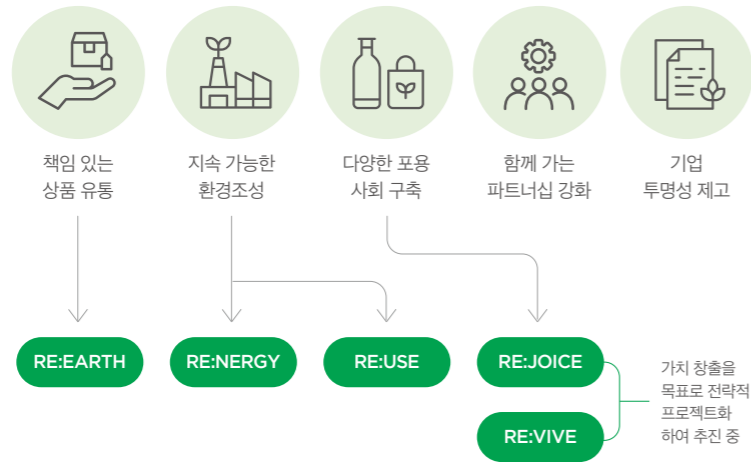 책임 있는
상품 유통
지속 가능한
환경조성
다양한 포용
사회 구축
함께 가는
파트너십 강화
기업
투명성 제고
RE:EARTH
RE:NERGY
RE:USE
RE:JOICE
RE:VIVE
가치 창출을
목표로 전략적
프로젝트화
하여 추진 중